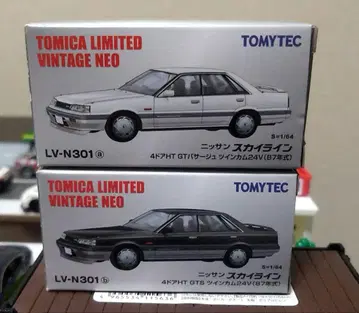 TOMICA LIMITED
VINTAGE NEO
TOMYTEC
S=1/64
LV-N301 ⓐ
ニッサン スカイライン
4ドアHT GTパサージュ ツインカム24V(87年式)
TOMICA LIMITED
VINTAGE NEO
TOMYTEC
S=1/64
LV-N301 ⓑ
ニッサン スカイライン
4ドアHT GTS ツインカム24V(87年式)